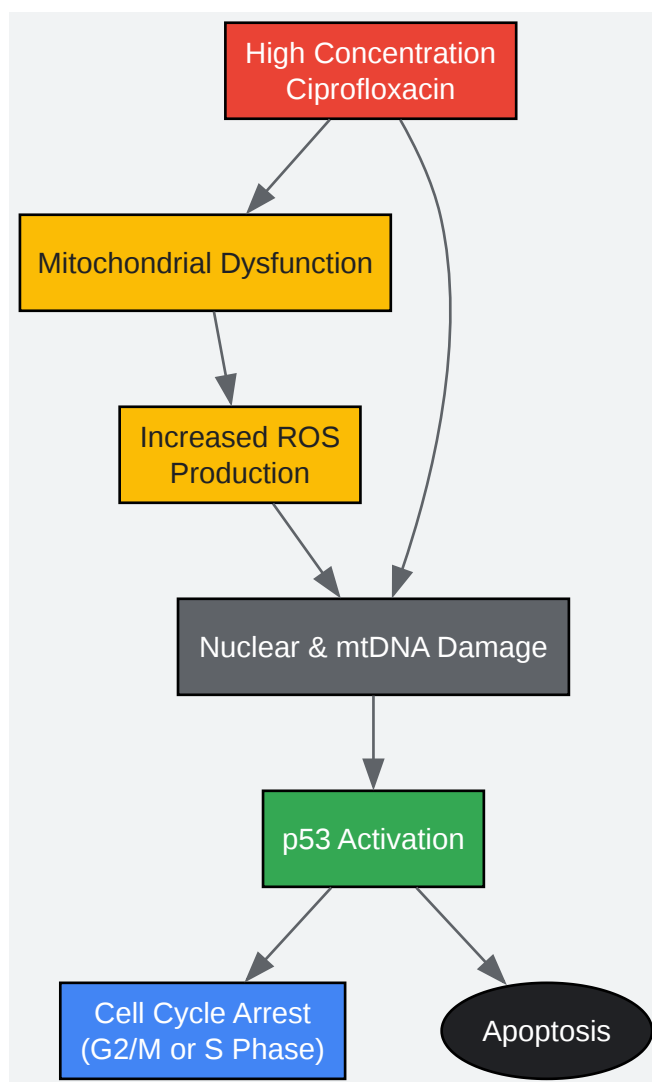 High Concentration
Ciprofloxacin
Mitochondrial Dysfunction
Increased ROS
Production
Nuclear & mtDNA Damage
p53 Activation
Cell Cycle Arrest
(G2/M or S Phase)
Apoptosis